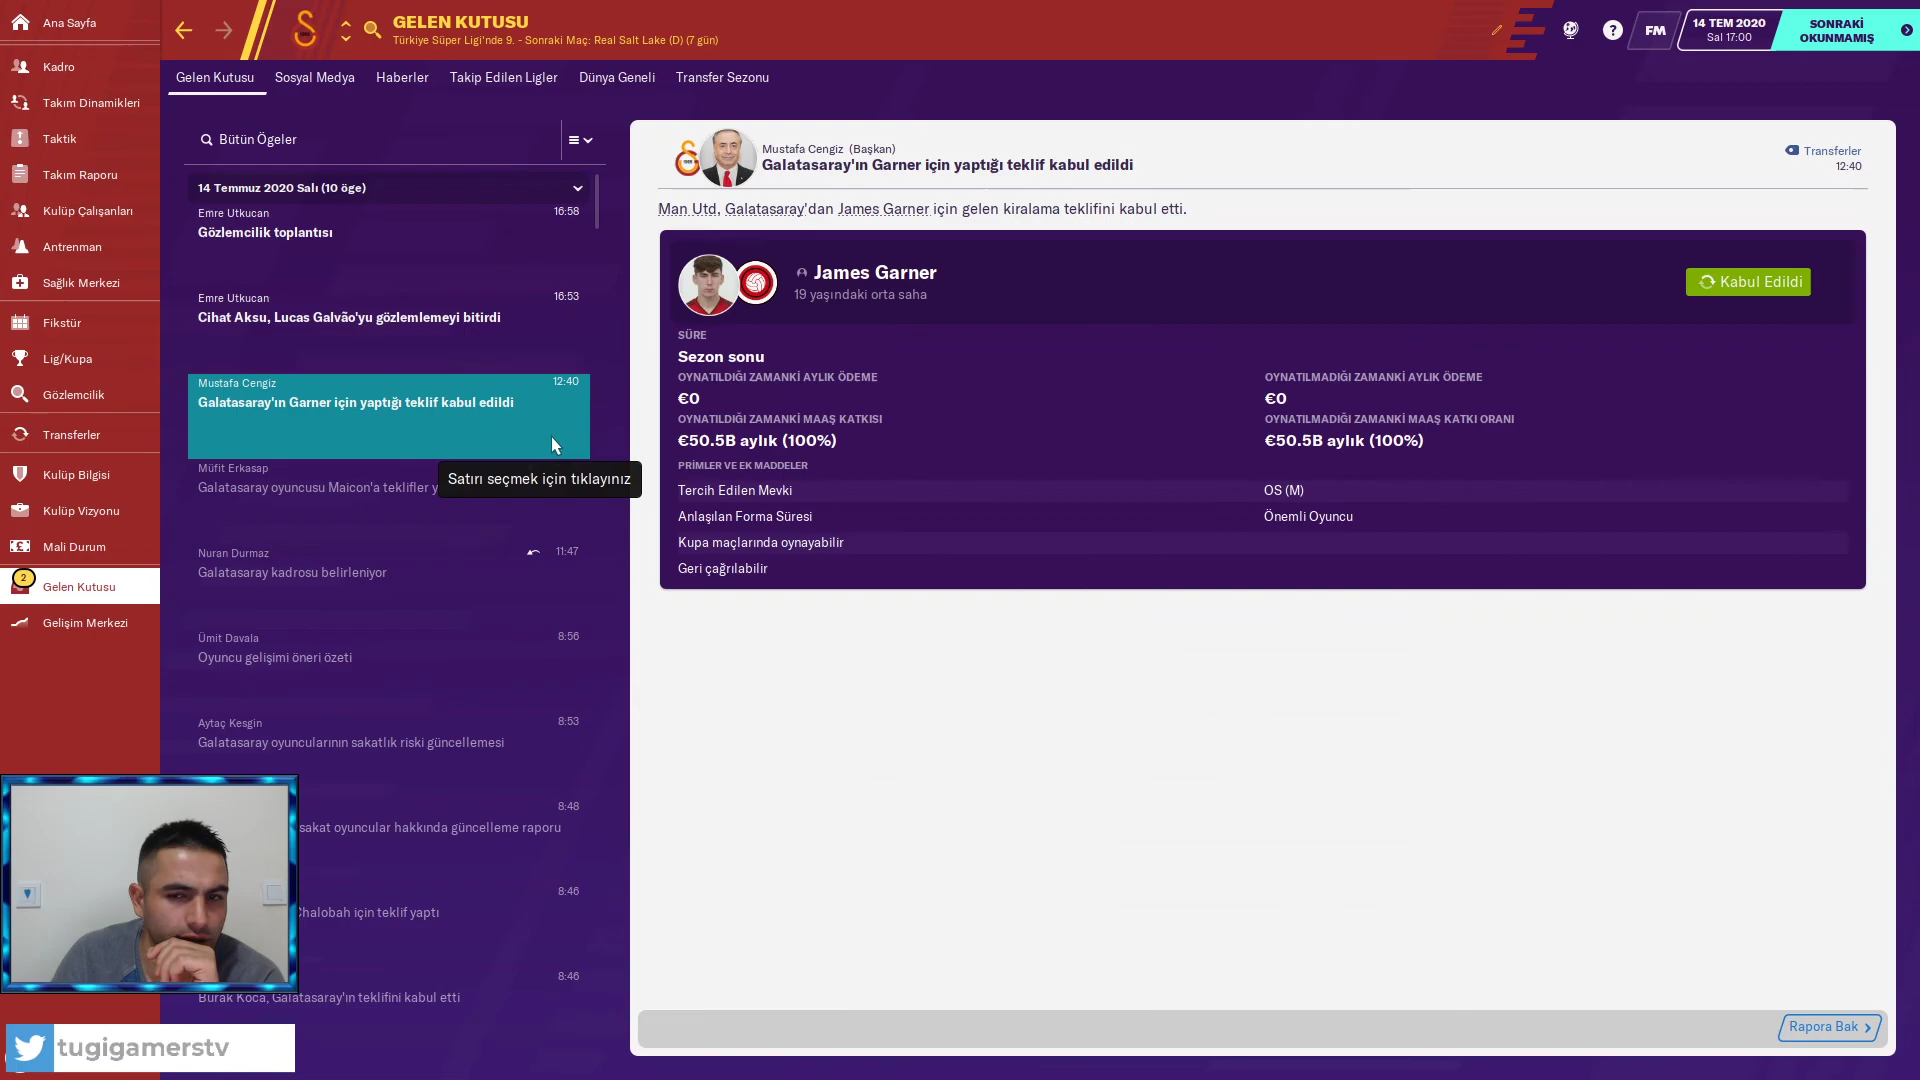 Ana Sayfa
Kadro
Takım Dinamikleri
Taktik
Takım Raporu
Kulüp Çalışanları
Antrenman
Sağlık Merkezi
Fikstür
Lig/Kupa
Gözlemcilik
Transferler
Kulüp Bilgisi
Kulüp Vizyonu
Mali Durum
2
Gelen Kutusu
Gelişim Merkezi
GELEN KUTUSU
Türkiye Süper Ligi'nde 9. - Sonraki Maç: Real Salt Lake (D) (7 gün)
?
FM
14 TEM 2020
Sal 17:00
SONRAKİ
OKUNMAMIŞ
Gelen Kutusu
Sosyal Medya
Haberler
Takip Edilen Ligler
Dünya Geneli
Transfer Sezonu
Bütün Ögeler
14 Temmuz 2020 Salı (10 öge)
Emre Utkucan
16:58
Gözlemcilik toplantısı
Emre Utkucan
16:53
Cihat Aksu, Lucas Galvão'yu gözlemlemeyi bitirdi
Mustafa Cengiz
12:40
Galatasaray'ın Garner için yaptığı teklif kabul edildi
Müfit Erkasap
Galatasaray oyuncusu Maicon'a teklifler y
Satırı seçmek için tıklayınız
Nuran Durmaz
11:47
Galatasaray kadrosu belirleniyor
Ümit Davala
8:56
Oyuncu gelişimi öneri özeti
Aytaç Kesgin
8:53
Galatasaray oyuncularının sakatlık riski güncellemesi
8:48
sakat oyuncular hakkında güncelleme raporu
8:46
Chalobah için teklif yaptı
8:46
Burak Koca, Galatasaray'ın teklifini kabul etti
Mustafa Cengiz (Başkan)
Galatasaray'ın Garner için yaptığı teklif kabul edildi
Transferler
12:40
Man Utd, Galatasaray'dan James Garner için gelen kiralama teklifini kabul etti.
James Garner
19 yaşındaki orta saha
Kabul Edildi
SÜRE
Sezon sonu
OYNATILDIĞI ZAMANKİ AYLIK ÖDEME
OYNATILMADIĞI ZAMANKİ AYLIK ÖDEME
€0
€0
OYNATILDIĞI ZAMANKİ MAAŞ KATKISI
OYNATILMADIĞI ZAMANKİ MAAŞ KATKI ORANI
€50.5B aylık (100%)
€50.5B aylık (100%)
PRİMLER VE EK MADDELER
Tercih Edilen Mevki
OS (M)
Anlaşılan Forma Süresi
Önemli Oyuncu
Kupa maçlarında oynayabilir
Geri çağrılabilir
Rapora Bak
tugigamerstv